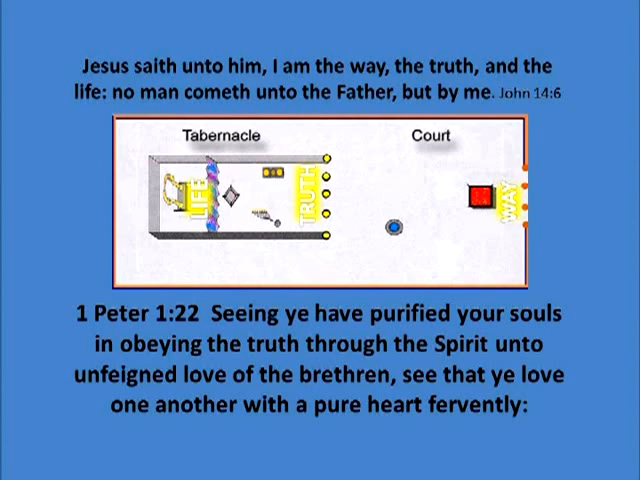 Jesus saith unto him, I am the way, the truth, and the
life: no man cometh unto the Father, but by me. John 14:6
Tabernacle
Court
LIFE
TRUTH
WAY
1 Peter 1:22  Seeing ye have purified your souls
in obeying the truth through the Spirit unto
unfeigned love of the brethren, see that ye love
one another with a pure heart fervently: